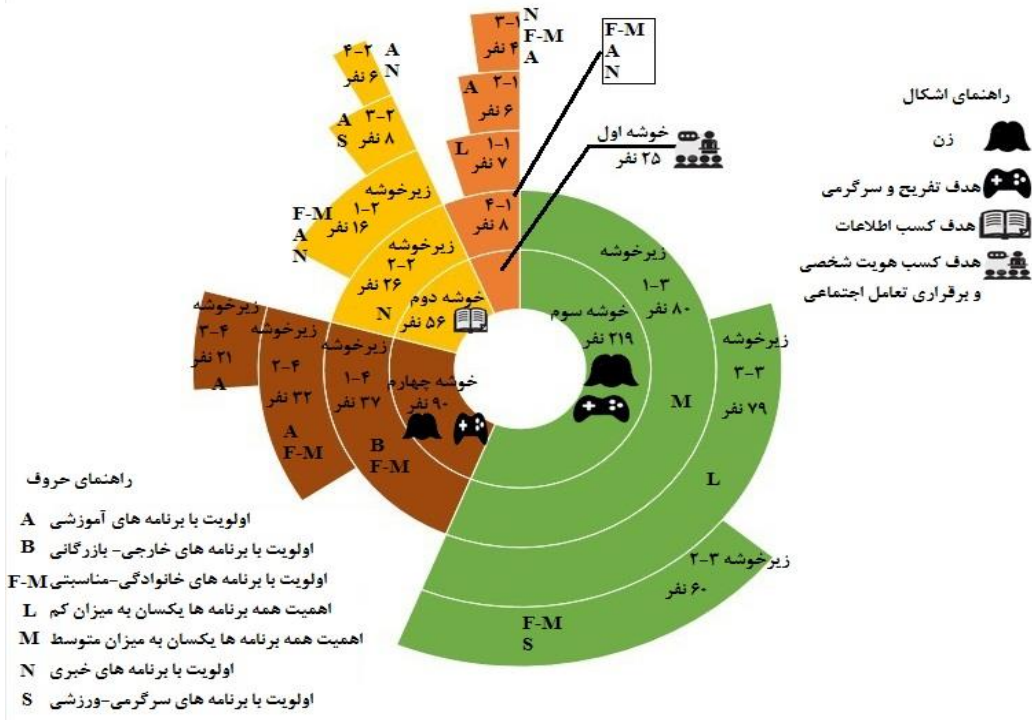 N
۳-۱
F-M
۴ نفر
A
F-M
A
N
۴-۲
A
۶ نفر
N
۲-۱
A
۶ نفر
خوشه اول
۲۵ نفر
A
۳-۲
S
۸ نفر
۱-۱
L
۷ نفر
زیرخوشه
۱-۲
۱۶ نفر
F-M
A
N
۴-۱
۸ نفر
زیرخوشه
۲-۲
۲۶ نفر
N
خوشه دوم
۵۶ نفر
زیرخوشه
۱-۳
۸۰ نفر
خوشه سوم
۲۱۹ نفر
M
زیرخوشه
۳-۳
۷۹ نفر
L
زیرخوشه ۲-۳
۶۰ نفر
F-M
S
خوشه چهارم
۹۰ نفر
زیرخوشه
۱-۴
۳۷ نفر
B
F-M
زیرخوشه
۲-۴
۳۲ نفر
A
F-M
زیرخوشه
۳-۴
۲۱ نفر
A
راهنمای اشکال
زن
هدف تفریح و سرگرمی
هدف کسب اطلاعات
هدف کسب هویت شخصی
و برقراری تعامل اجتماعی
راهنمای حروف
A اولویت با برنامه های آموزشی
B اولویت با برنامه های خارجی- بازرگانی
F-M اولویت با برنامه های خانوادگی-مناسبتی
L اهمیت همه برنامه ها یکسان به میزان کم
M اهمیت همه برنامه ها یکسان به میزان متوسط
N اولویت با برنامه های خبری
S اولویت با برنامه های سرگرمی-ورزشی